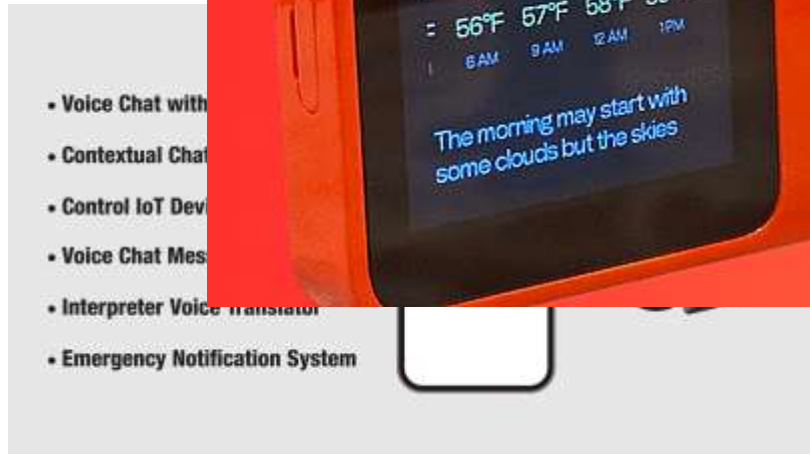 56°F 57°F 58°F
6 AM 9 AM 12 AM 1PM
The morning may start with
some clouds but the skies
• Voice Chat with
• Contextual Chat
• Control IoT Devi
• Voice Chat Mes
• Interpreter Voice Translator
• Emergency Notification System